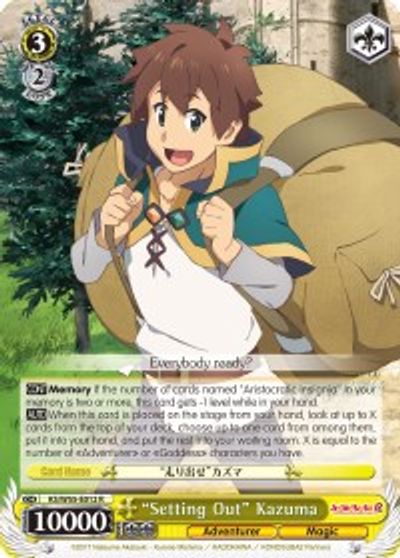 3
2
Everybody ready?
CONT Memory If the number of cards named "Aristocratic Insignia" in your
memory is two or more, this card gets -1 level while in your hand.
AUTO When this card is placed on the stage from your hand, look at up to X
cards from the top of your deck, choose up to one card from among them,
put it into your hand, and put the rest into your waiting room. X is equal to
the number of «Adventurer» or «Goddess» characters you have.
Card Name
"走り出せ"カズマ
10000
"Setting Out" Kazuma
Adventurer
Magic